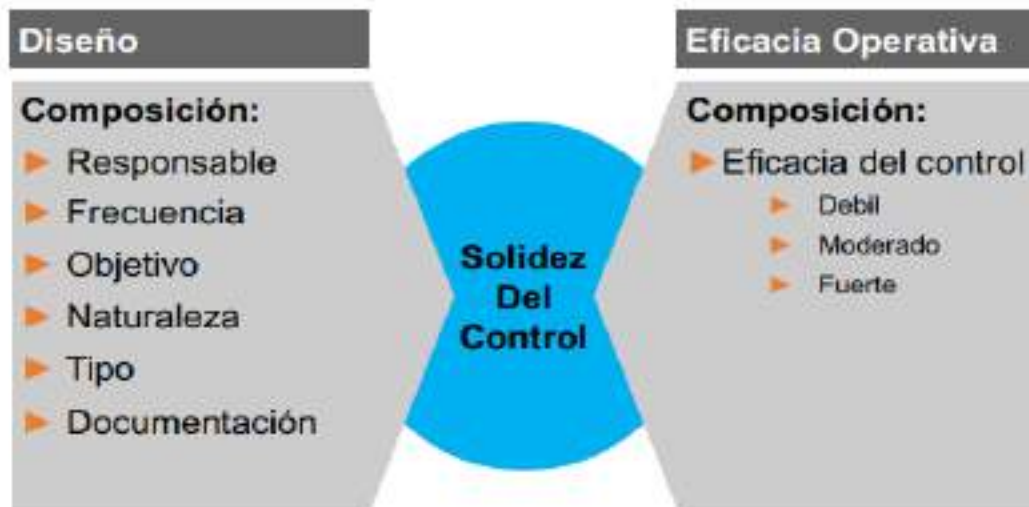 Diseño
Composición:
Responsable
Frecuencia
Objetivo
Naturaleza
Tipo
Documentación
Solidez
Del
Control
Eficacia Operativa
Composición:
Eficacia del control
Debil
Moderado
Fuerte